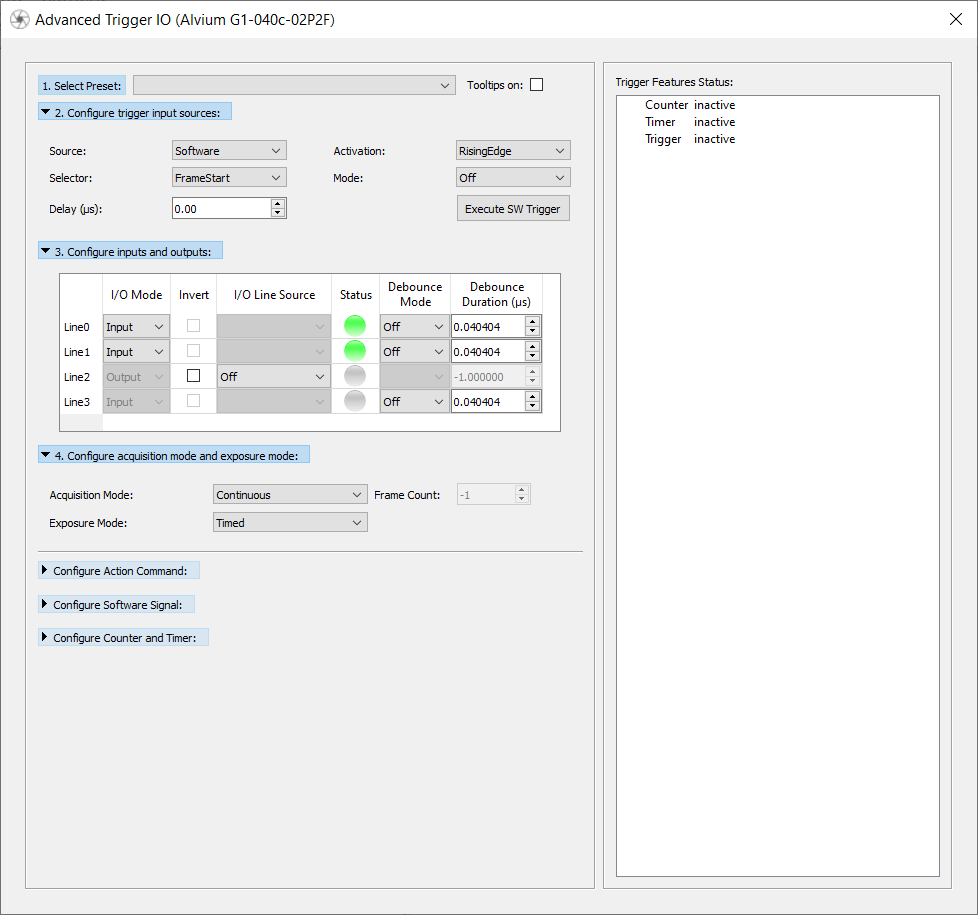 Advanced Trigger IO (Alvium G1-040c-02P2F)
1. Select Preset: Tooltips on:
2. Configure trigger input sources:
Source: Software Activation: RisingEdge
Selector: FrameStart Mode: Off
Delay (µs): 0.00 Execute SW Trigger
3. Configure inputs and outputs:
I/O Mode Invert I/O Line Source Status Debounce Mode Debounce Duration (µs)
Line0 Input Off 0.040404
Line1 Input Off 0.040404
Line2 Output Off -1.000000
Line3 Input Off 0.040404
4. Configure acquisition mode and exposure mode:
Acquisition Mode: Continuous Frame Count: -1
Exposure Mode: Timed
Configure Action Command:
Configure Software Signal:
Configure Counter and Timer:
Trigger Features Status:
Counter inactive
Timer inactive
Trigger inactive